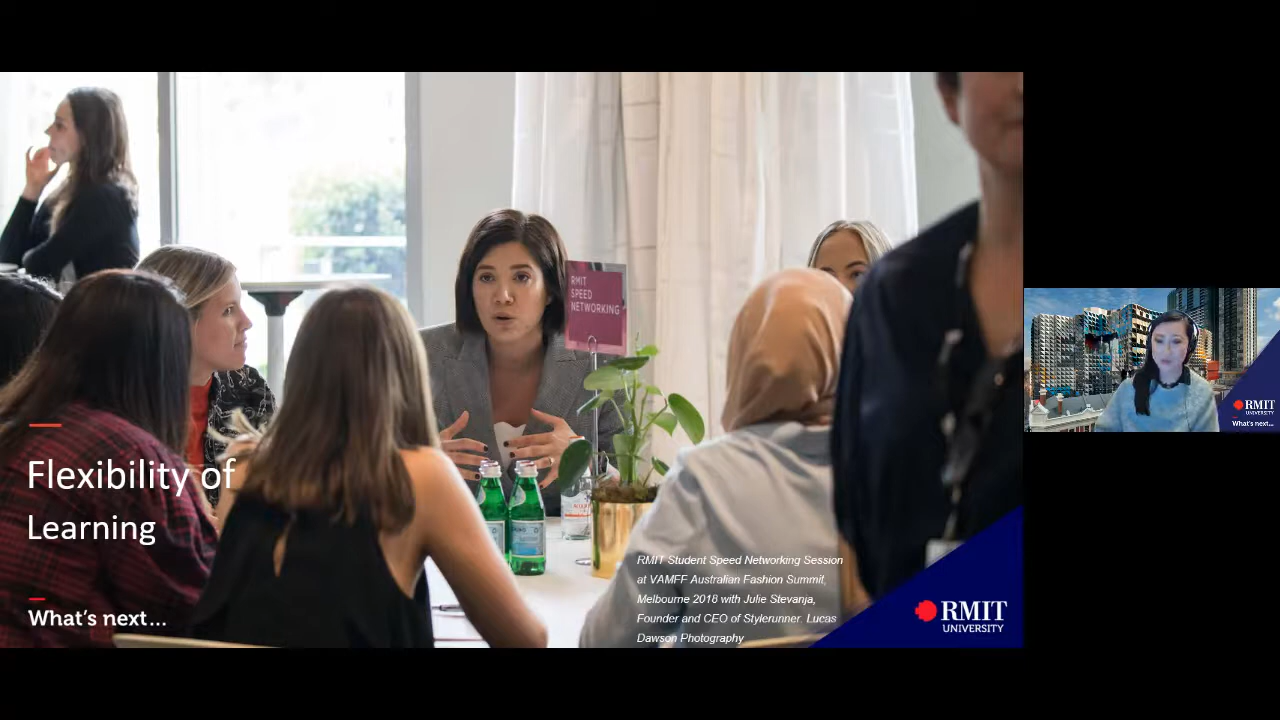 RMIT
SPEED
NETWORKING
Flexibility of
Learning
What's next...
RMIT Student Speed Networking Session
at VAMFF Australian Fashion Summit,
Melbourne 2018 with Julie Stevanja,
Founder and CEO of Stylerunner. Lucas
Dawson Photography
RMIT
UNIVERSITY
RMIT
UNIVERSITY
What's next...